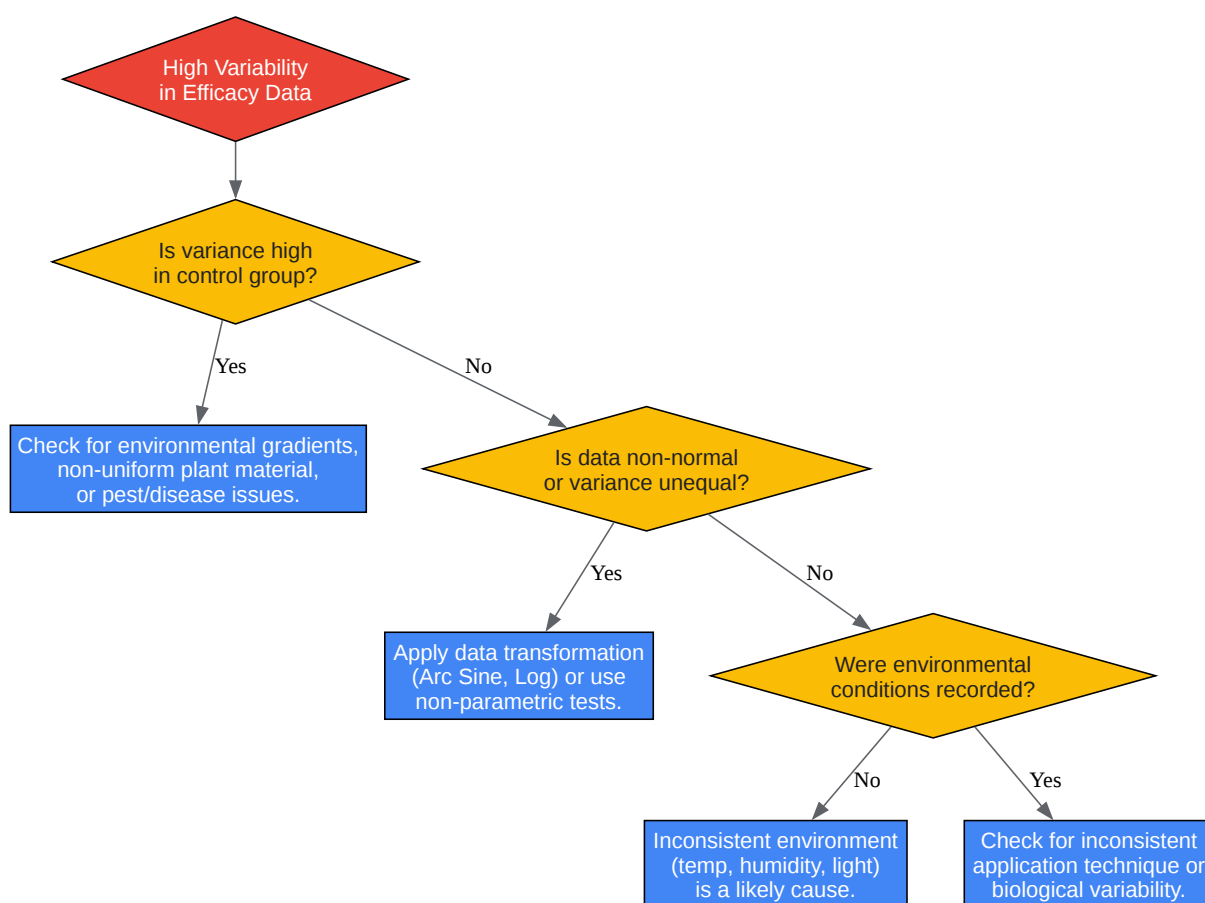 High Variability
in Efficacy Data
Is variance high
in control group?
Yes
No
Check for environmental gradients,
non-uniform plant material,
or pest/disease issues.
Is data non-normal
or variance unequal?
Yes
No
Apply data transformation
(Arc Sine, Log) or use
non-parametric tests.
Were environmental
conditions recorded?
No
Yes
Inconsistent environment
(temp, humidity, light)
is a likely cause.
Check for inconsistent
application technique or
biological variability.